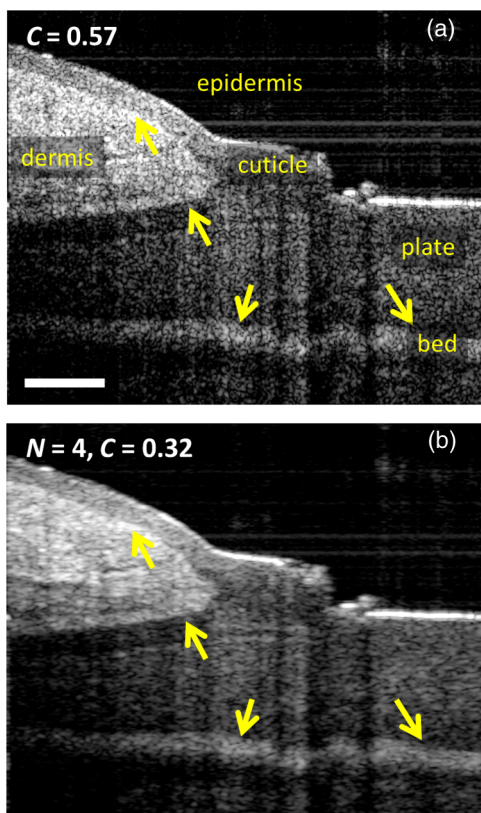 C = 0.57
(a)
epidermis
dermis
cuticle
plate
bed
N = 4, C = 0.32
(b)